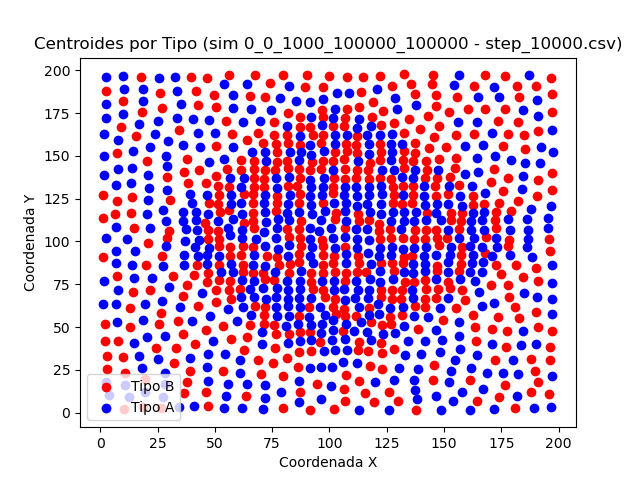 Centroides por Tipo (sim 0_0_1000_100000_100000 - step_10000.csv)
Coordenada Y
200
175
150
125
100
75
50
25
0
Tipo B
Tipo A
0 25 50 75 100 125 150 175 200
Coordenada X